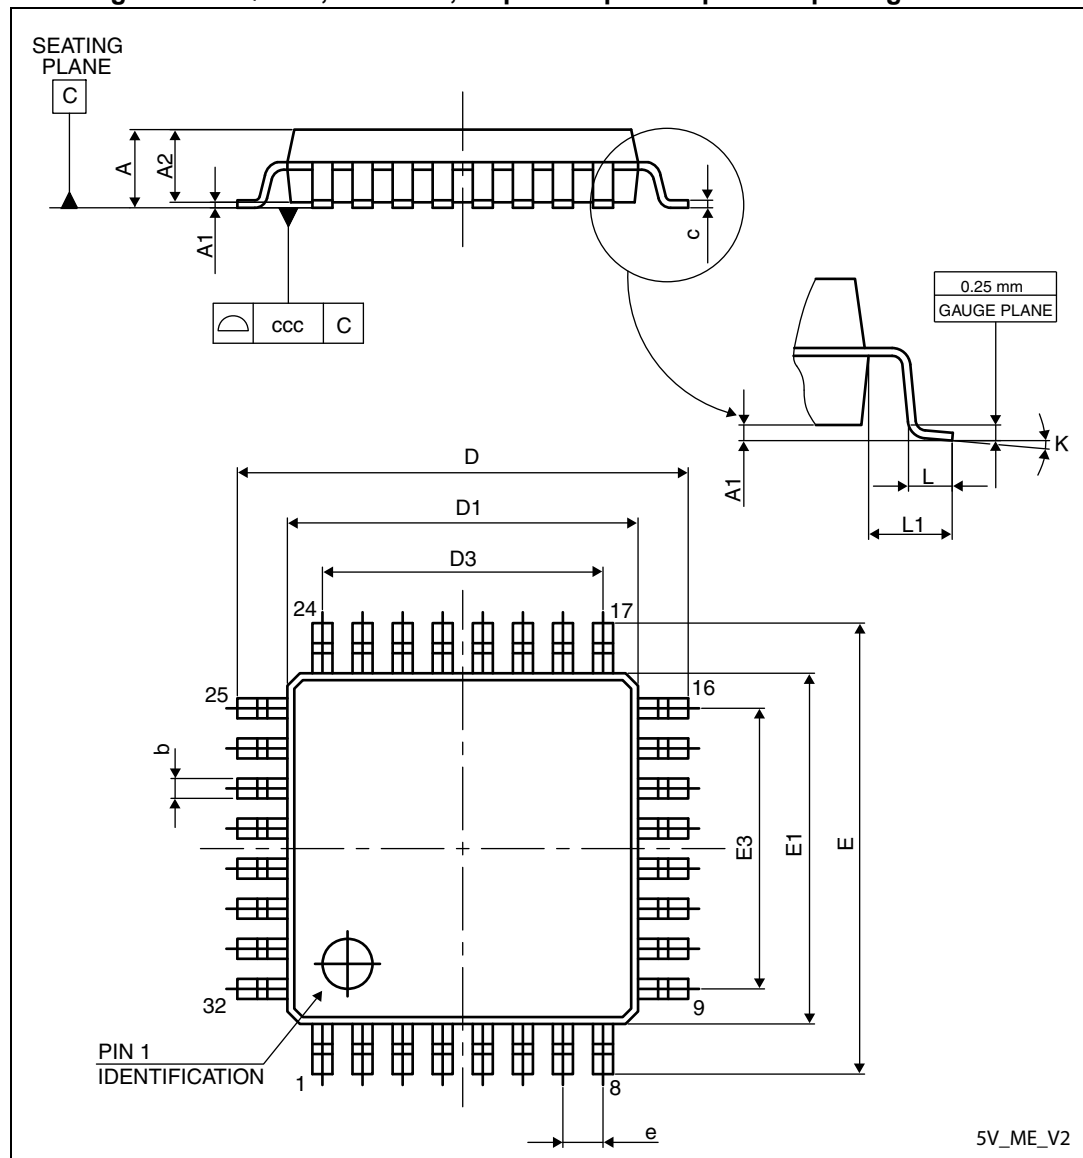 SEATING
PLANE
C
A
A2
A1
c
ccc
C
0.25 mm
GAUGE PLANE
K
A1
L
L1
D
D1
D3
24
17
25
16
b
E3
E1
E
32
9
PIN 1
IDENTIFICATION
1
8
e
5V_ME_V2